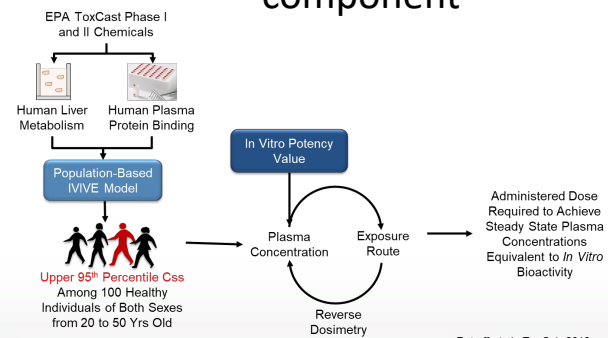 component
EPA ToxCast Phase I
and II Chemicals
Human Liver
Metabolism
Human Plasma
Protein Binding
Population-Based
IVIVE Model
Upper 95th Percentile Css
Among 100 Healthy
Individuals of Both Sexes
from 20 to 50 Yrs Old
In Vitro Potency
Value
Plasma
Concentration
Exposure
Route
Reverse
Dosimetry
Administered Dose
Required to Achieve
Steady State Plasma
Concentrations
Equivalent to In Vitro
Bioactivity